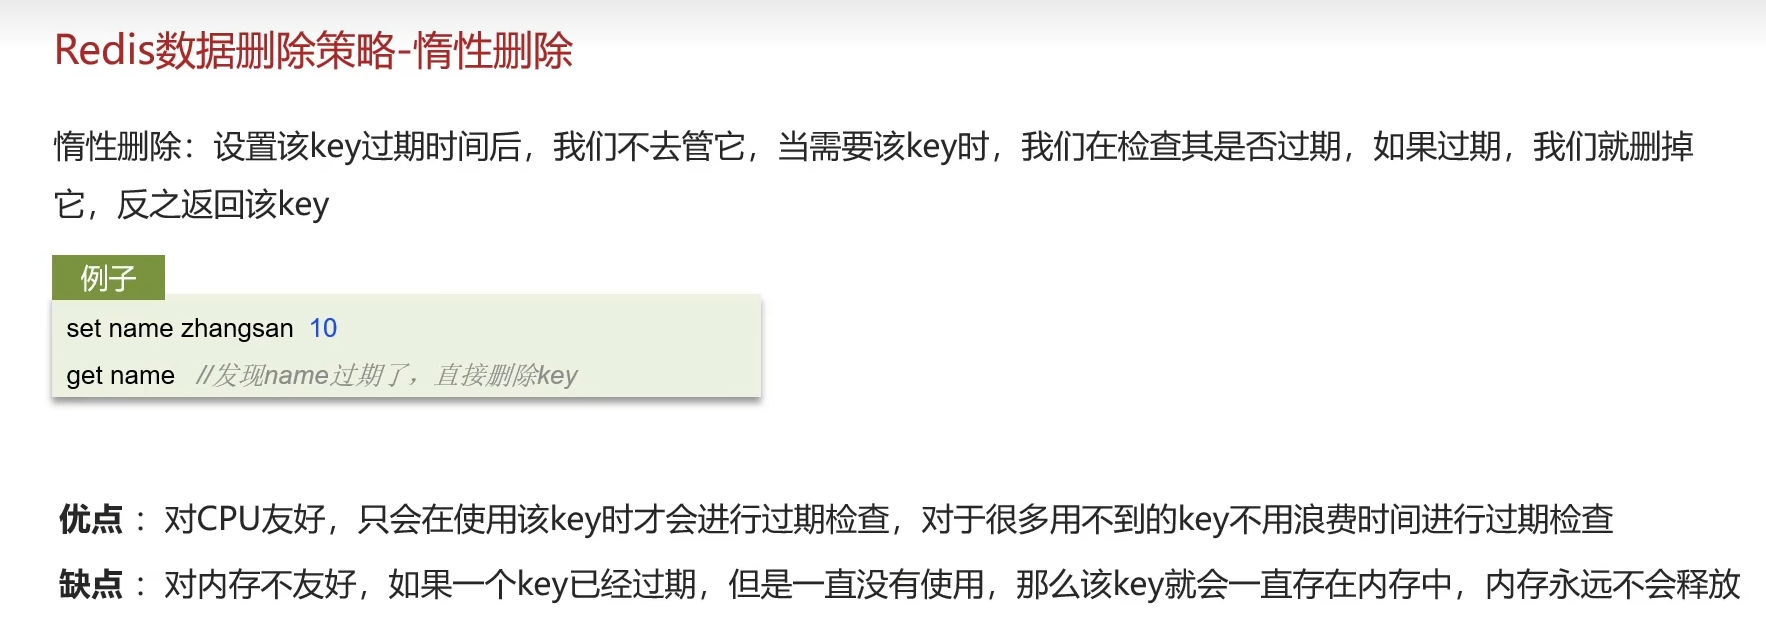 Redis数据删除策略-惰性删除
惰性删除：设置该key过期时间后，我们不去管它，当需要该key时，我们在检查其是否过期，如果过期，我们就删掉
它，反之返回该key
例子
set name zhangsan 10
get name //发现name过期了，直接删除key
优点 ：对CPU友好，只会在使用该key时才会进行过期检查，对于很多用不到的key不用浪费时间进行过期检查
缺点 ：对内存不友好，如果一个key已经过期，但是一直没有使用，那么该key就会一直存在内存中，内存永远不会释放